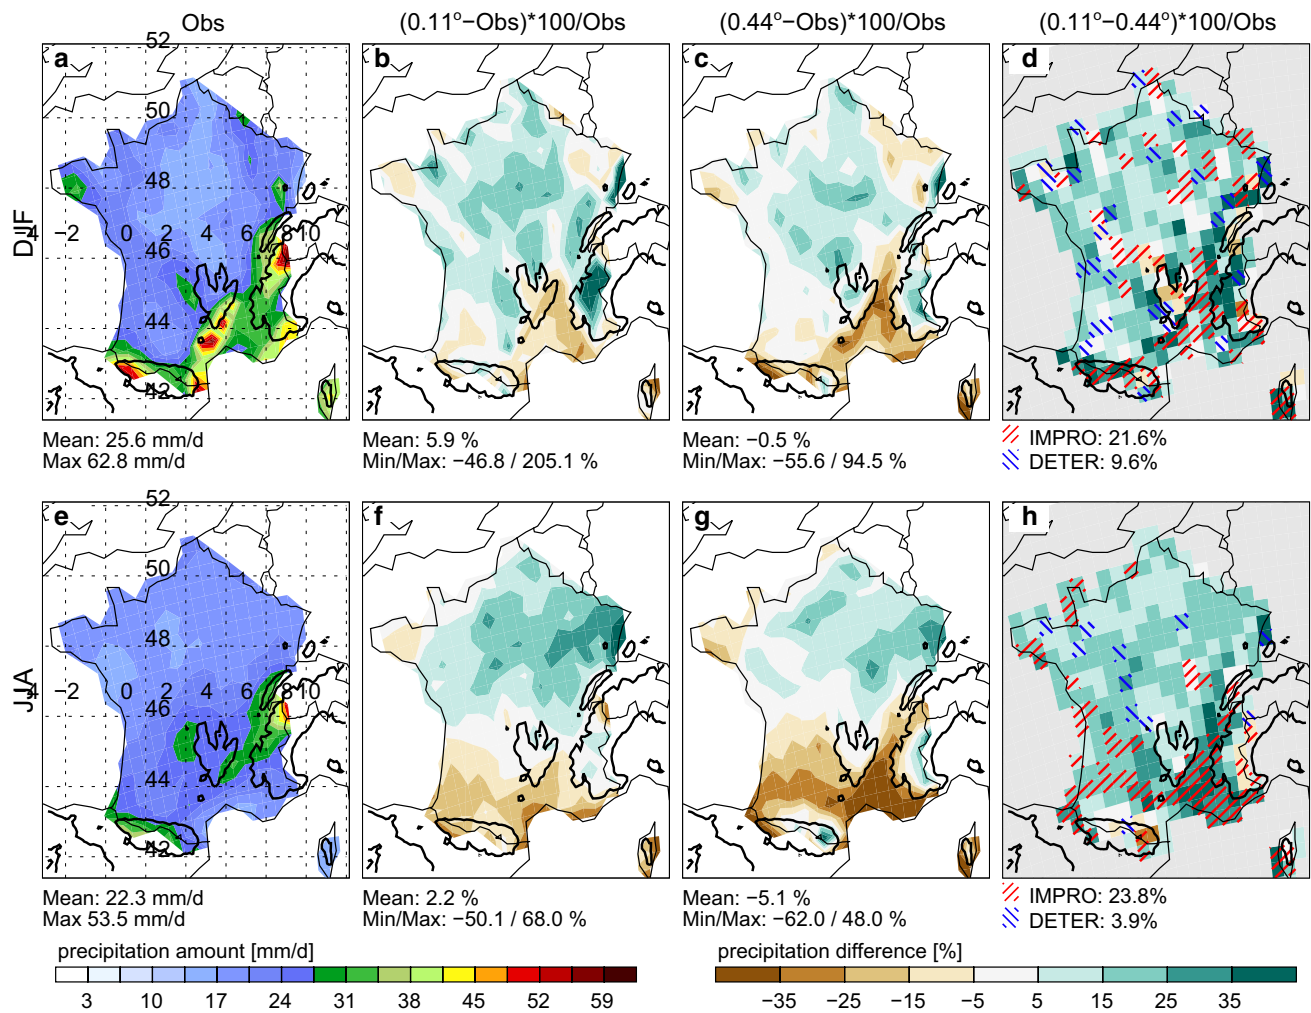 Obs
(0.11°−Obs)*100/Obs
(0.44°−Obs)*100/Obs
(0.11°−0.44°)*100/Obs
DJF
a
52
50
48
4 −2 0 2 4 6 8 10
46
44
42
b
c
d
Mean: 25.6 mm/d
Max 62.8 mm/d
Mean: 5.9 %
Min/Max: −46.8 / 205.1 %
Mean: −0.5 %
Min/Max: −55.6 / 94.5 %
IMPRO: 21.6%
DETER: 9.6%
JJA
e
52
50
48
4 −2 0 2 4 6 8 10
46
44
42
f
g
h
Mean: 22.3 mm/d
Max 53.5 mm/d
Mean: 2.2 %
Min/Max: −50.1 / 68.0 %
Mean: −5.1 %
Min/Max: −62.0 / 48.0 %
IMPRO: 23.8%
DETER: 3.9%
precipitation amount [mm/d]
3 10 17 24 31 38 45 52 59
precipitation difference [%]
−35 −25 −15 −5 5 15 25 35